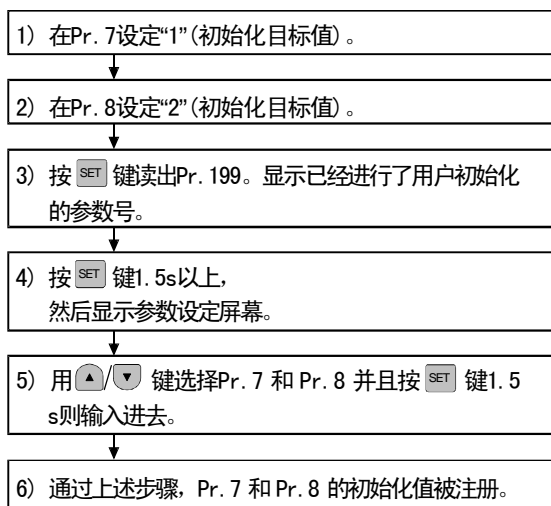 1) 在Pr.7设定“1”(初始化目标值)。
2) 在Pr.8设定“2”(初始化目标值)。
3) 按 SET 键读出Pr.199。显示已经进行了用户初始化
的参数号。
4) 按 SET 键1.5s以上，
然后显示参数设定屏幕。
5) 用▲/▼ 键选择Pr.7 和 Pr.8 并且按 SET 键1.5
s则输入进去。
6) 通过上述步骤，Pr.7 和 Pr.8 的初始化值被注册。